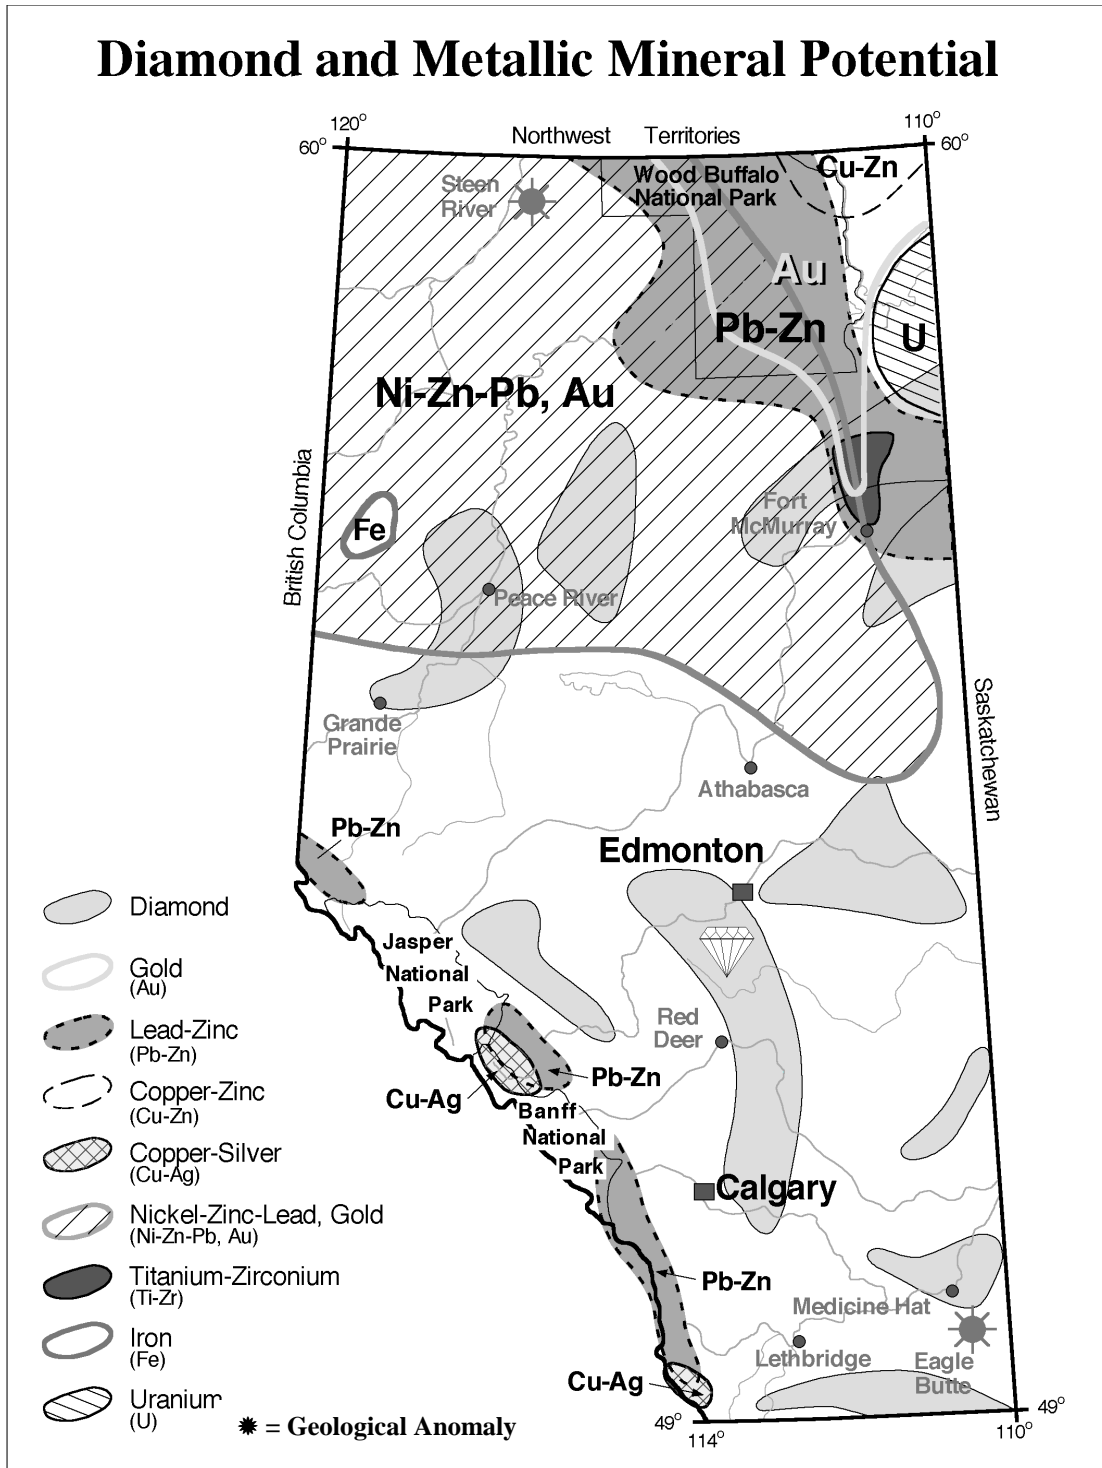 Diamond and Metallic Mineral Potential
120°
110°
60°
Northwest Territories
60°
Cu-Zn
Wood Buffalo
National Park
Steen
River
Au
Pb-Zn
U
Ni-Zn-Pb, Au
British Columbia
Fe
Fort
McMurray
Peace River
Saskatchewan
Grande
Prairie
Athabasca
Pb-Zn
Edmonton
Jasper
National
Park
Red
Deer
Pb-Zn
Cu-Ag
Banff
National
Park
Calgary
Pb-Zn
Medicine Hat
Lethbridge
Eagle
Butte
Cu-Ag
49°
114°
49°
110°
Diamond
Gold
(Au)
Lead-Zinc
(Pb-Zn)
Copper-Zinc
(Cu-Zn)
Copper-Silver
(Cu-Ag)
Nickel-Zinc-Lead, Gold
(Ni-Zn-Pb, Au)
Titanium-Zirconium
(Ti-Zr)
Iron
(Fe)
Uranium
(U)
= Geological Anomaly